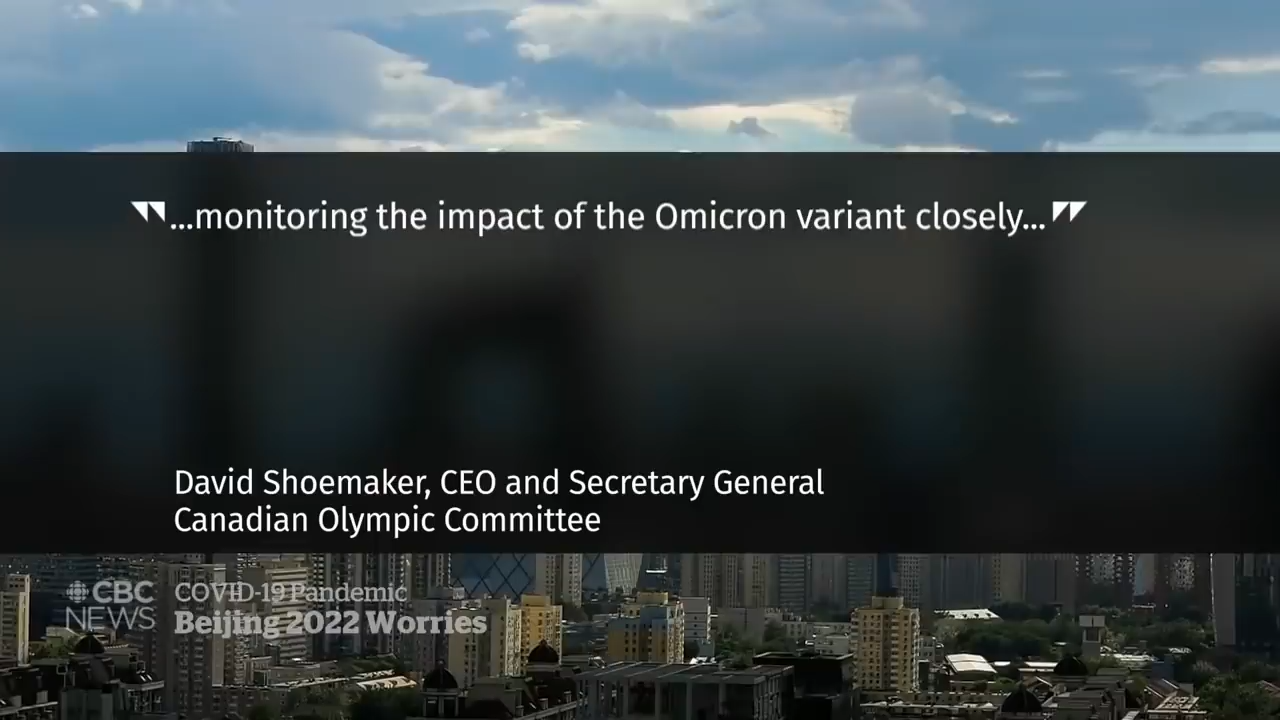 "...monitoring the impact of the Omicron variant closely..."
David Shoemaker, CEO and Secretary General
Canadian Olympic Committee
CBC
NEWS
COVID-19 Pandemic
Beijing 2022 Worries